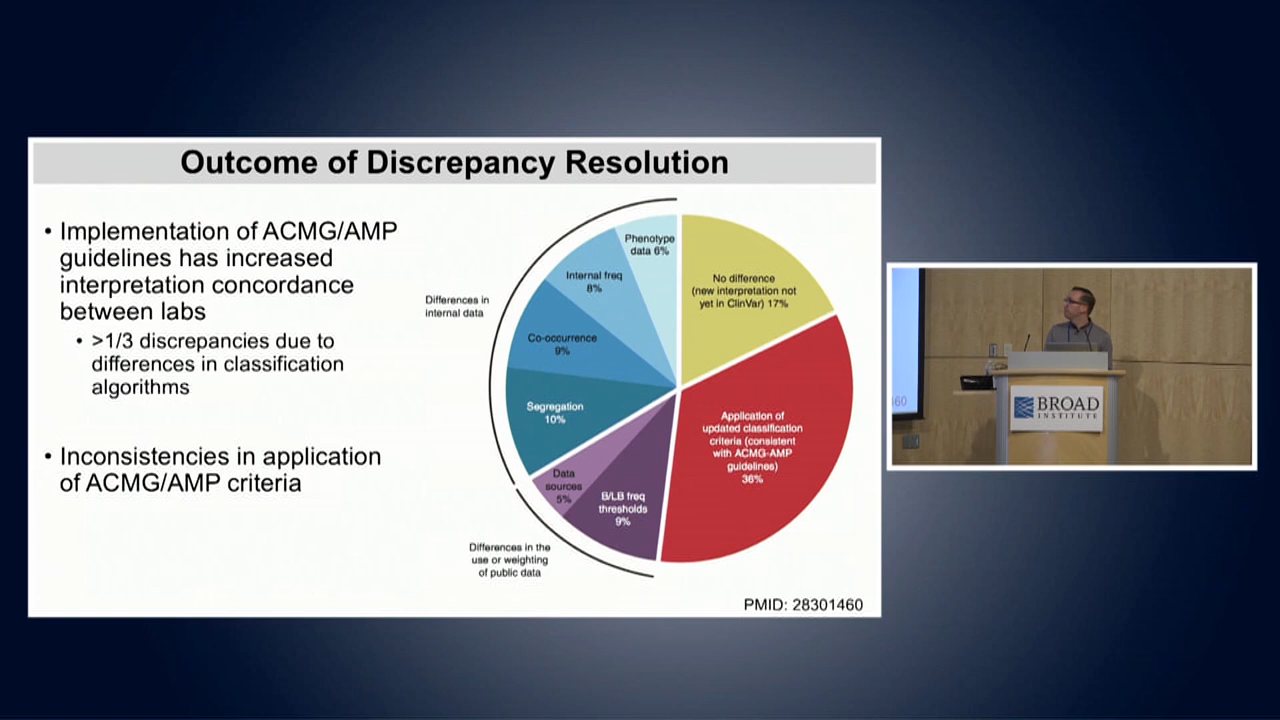 Outcome of Discrepancy Resolution
• Implementation of ACMG/AMP
guidelines has increased
interpretation concordance
between labs
• >1/3 discrepancies due to
differences in classification
algorithms
• Inconsistencies in application
of ACMG/AMP criteria
Phenotype
data 6%
Internal freq
8%
Differences in
internal data
Co-occurrence
9%
Segregation
10%
Data
sources
5%
B/LB freq
thresholds
9%
Differences in the
use or weighting
of public data
No difference
(new interpretation not
yet in ClinVar) 17%
Application of
updated classification
criteria (consistent
with ACMG-AMP
guidelines)
36%
PMID: 28301460
60
BROAD
INSTITUTE